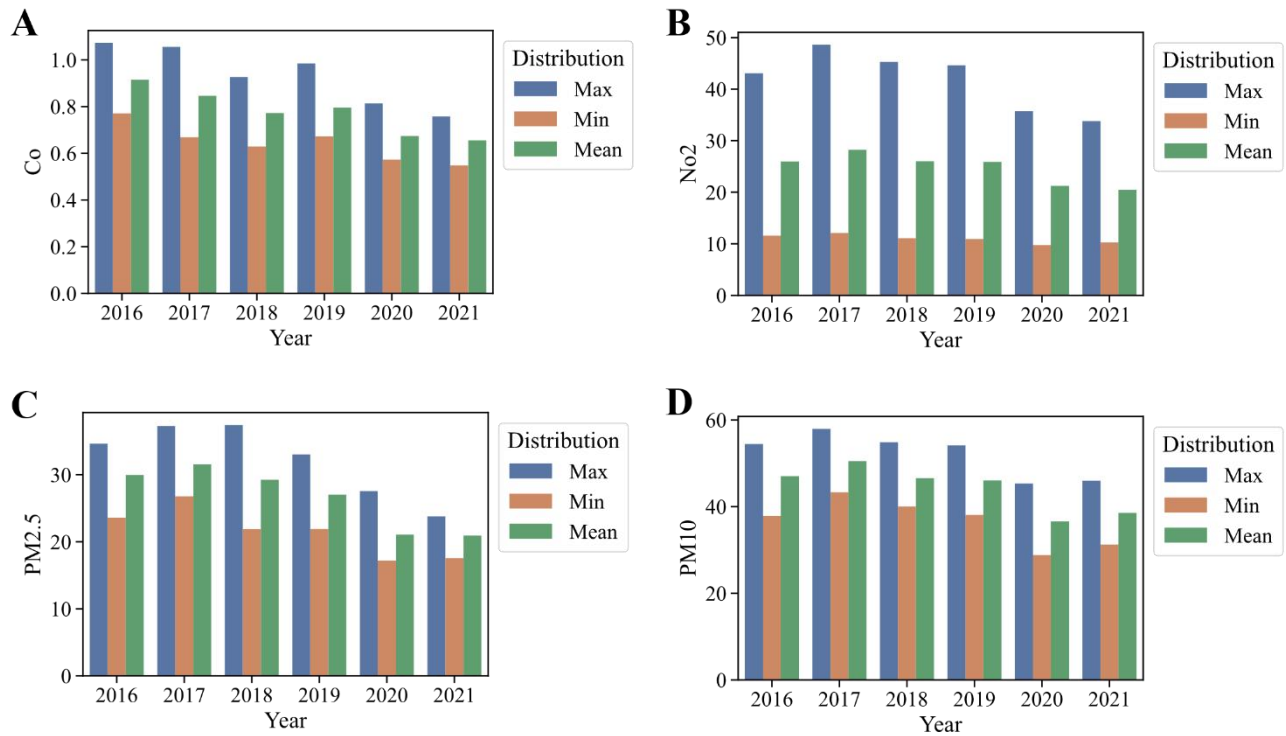 A
Co
1.0
0.8
0.6
0.4
0.2
0.0
2016 2017 2018 2019 2020 2021
Year
Distribution
Max
Min
Mean
B
No2
50
40
30
20
10
0
2016 2017 2018 2019 2020 2021
Year
Distribution
Max
Min
Mean
C
PM2.5
30
20
10
0
2016 2017 2018 2019 2020 2021
Year
Distribution
Max
Min
Mean
D
PM10
60
40
20
0
2016 2017 2018 2019 2020 2021
Year
Distribution
Max
Min
Mean